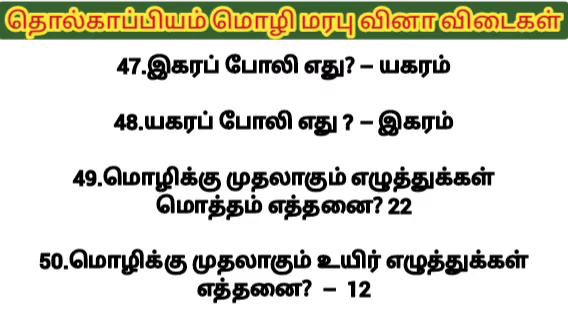 தொல்காப்பியம் மொழி மரபு வினா விடைகள்
47.இகரப் போலி எது? – யகரம்
48.யகரப் போலி எது ? – இகரம்
49.மொழிக்கு முதலாகும் எழுத்துக்கள்
மொத்தம் எத்தனை? 22
50.மொழிக்கு முதலாகும் உயிர் எழுத்துக்கள்
எத்தனை? – 12